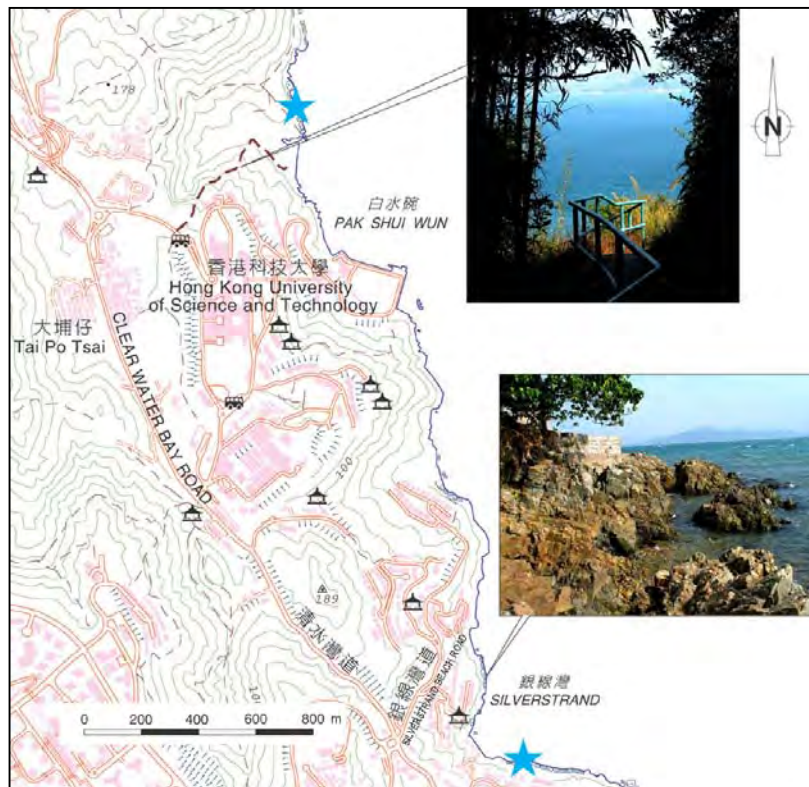 178
N
白水碗
PAK SHUI WUN
香港科技大學
Hong Kong University
of Science and Technology
大埔仔
Tai Po Tsai
CLEAR WATER BAY ROAD
100
189
清水灣道
銀線灣道
SILVERSTRAND BEACH ROAD
銀線灣
SILVERSTRAND
0 200 400 600 800 m